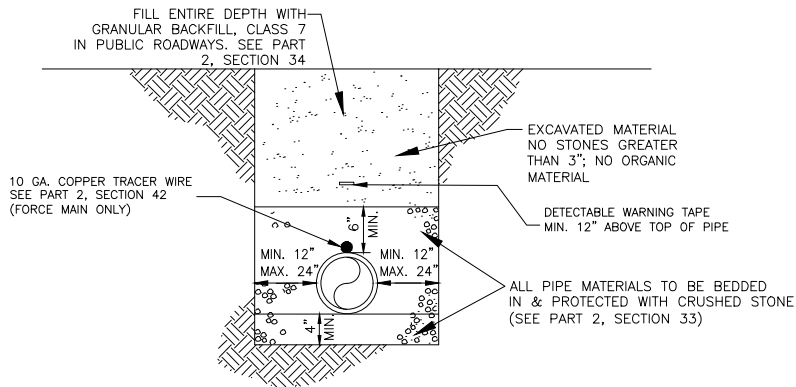 FILL ENTIRE DEPTH WITH
GRANULAR BACKFILL, CLASS 7
IN PUBLIC ROADWAYS. SEE PART
2, SECTION 34
EXCAVATED MATERIAL
NO STONES GREATER
THAN 3"; NO ORGANIC
MATERIAL
10 GA. COPPER TRACER WIRE
SEE PART 2, SECTION 42
(FORCE MAIN ONLY)
DETECTABLE WARNING TAPE
MIN. 12" ABOVE TOP OF PIPE
6"
MIN.
MIN. 12"
MAX. 24"
MIN. 12"
MAX. 24"
ALL PIPE MATERIALS TO BE BEDDED
IN & PROTECTED WITH CRUSHED STONE
(SEE PART 2, SECTION 33)
4"
MIN.